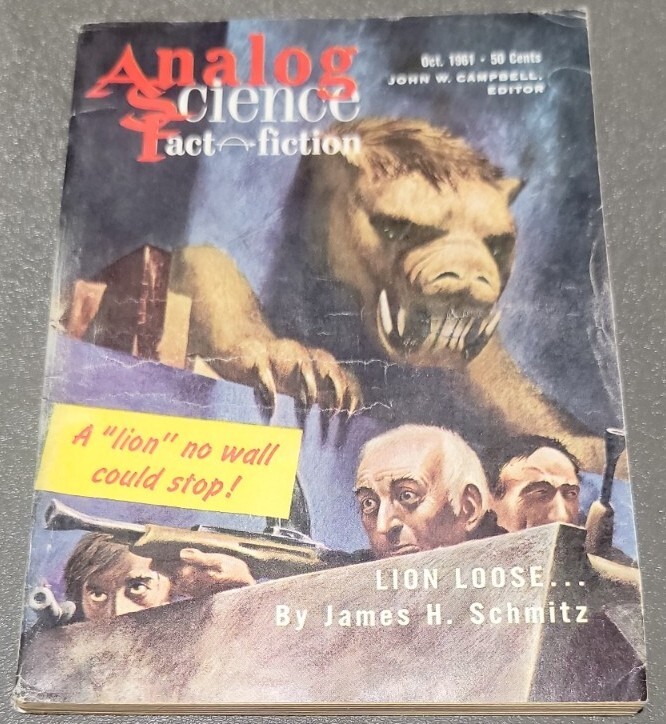 Analog
Science
Fact⌒fiction
Oct. 1961 • 50 Cents
JOHN W. CAMPBELL,
EDITOR
A "lion" no wall
could stop!
LION LOOSE...
By James H. Schmitz